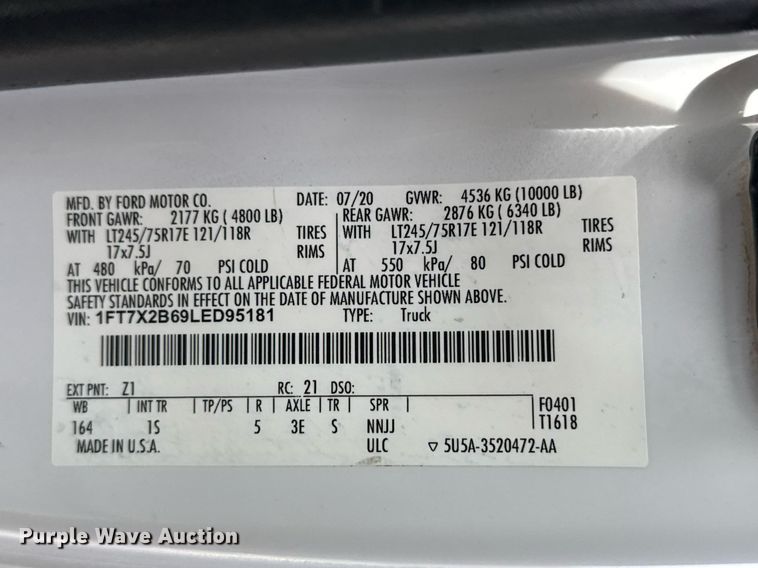 MFD. BY FORD MOTOR CO. DATE: 07/20 GVWR: 4536 KG (10000 LB)
FRONT GAWR: 2177 KG ( 4800 LB) REAR GAWR: 2876 KG ( 6340 LB)
WITH LT245/75R17E 121/118R TIRES WITH LT245/75R17E 121/118R TIRES
17x7.5J RIMS 17x7.5J RIMS
AT 480 kPa/ 70 PSI COLD AT 550 kPa/ 80 PSI COLD
THIS VEHICLE CONFORMS TO ALL APPLICABLE FEDERAL MOTOR VEHICLE
SAFETY STANDARDS IN EFFECT ON THE DATE OF MANUFACTURE SHOWN ABOVE.
VIN: 1FT7X2B69LED95181 TYPE: Truck
EXT PNT: Z1 RC: 21 DSO:
WB | INT TR | TP/PS | R | AXLE | TR | SPR | F0401
164 1S 5 3E S NNJJ T1618
MADE IN U.S.A. ULC ▽ 5U5A-3520472-AA
Purple Wave Auction